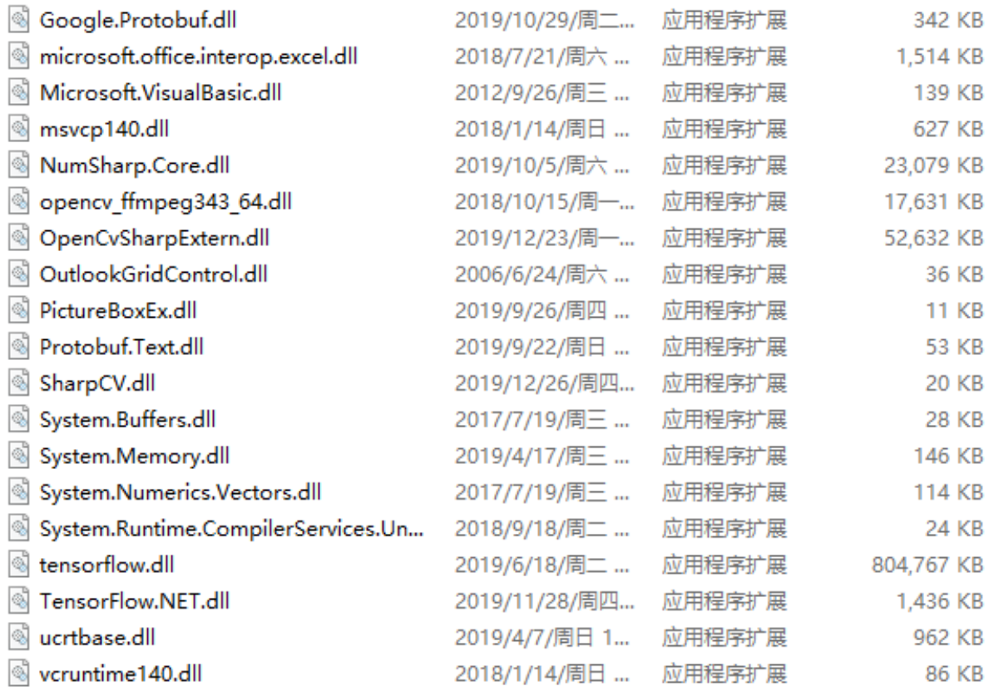 Google.Protobuf.dll 2019/10/29/周二... 应用程序扩展 342 KB
microsoft.office.interop.excel.dll 2018/7/21/周六 ... 应用程序扩展 1,514 KB
Microsoft.VisualBasic.dll 2012/9/26/周三 ... 应用程序扩展 139 KB
msvcp140.dll 2018/1/14/周日 ... 应用程序扩展 627 KB
NumSharp.Core.dll 2019/10/5/周六 ... 应用程序扩展 23,079 KB
opencv_ffmpeg343_64.dll 2018/10/15/周一... 应用程序扩展 17,631 KB
OpenCvSharpExtern.dll 2019/12/23/周一... 应用程序扩展 52,632 KB
OutlookGridControl.dll 2006/6/24/周六 ... 应用程序扩展 36 KB
PictureBoxEx.dll 2019/9/26/周四 ... 应用程序扩展 11 KB
Protobuf.Text.dll 2019/9/22/周日 ... 应用程序扩展 53 KB
SharpCV.dll 2019/12/26/周四... 应用程序扩展 20 KB
System.Buffers.dll 2017/7/19/周三 ... 应用程序扩展 28 KB
System.Memory.dll 2019/4/17/周三 ... 应用程序扩展 146 KB
System.Numerics.Vectors.dll 2017/7/19/周三 ... 应用程序扩展 114 KB
System.Runtime.CompilerServices.Un... 2018/9/18/周二 ... 应用程序扩展 24 KB
tensorflow.dll 2019/6/18/周二 ... 应用程序扩展 804,767 KB
TensorFlow.NET.dll 2019/11/28/周四... 应用程序扩展 1,436 KB
ucrtbase.dll 2019/4/7/周日 1... 应用程序扩展 962 KB
vcruntime140.dll 2018/1/14/周日 ... 应用程序扩展 86 KB